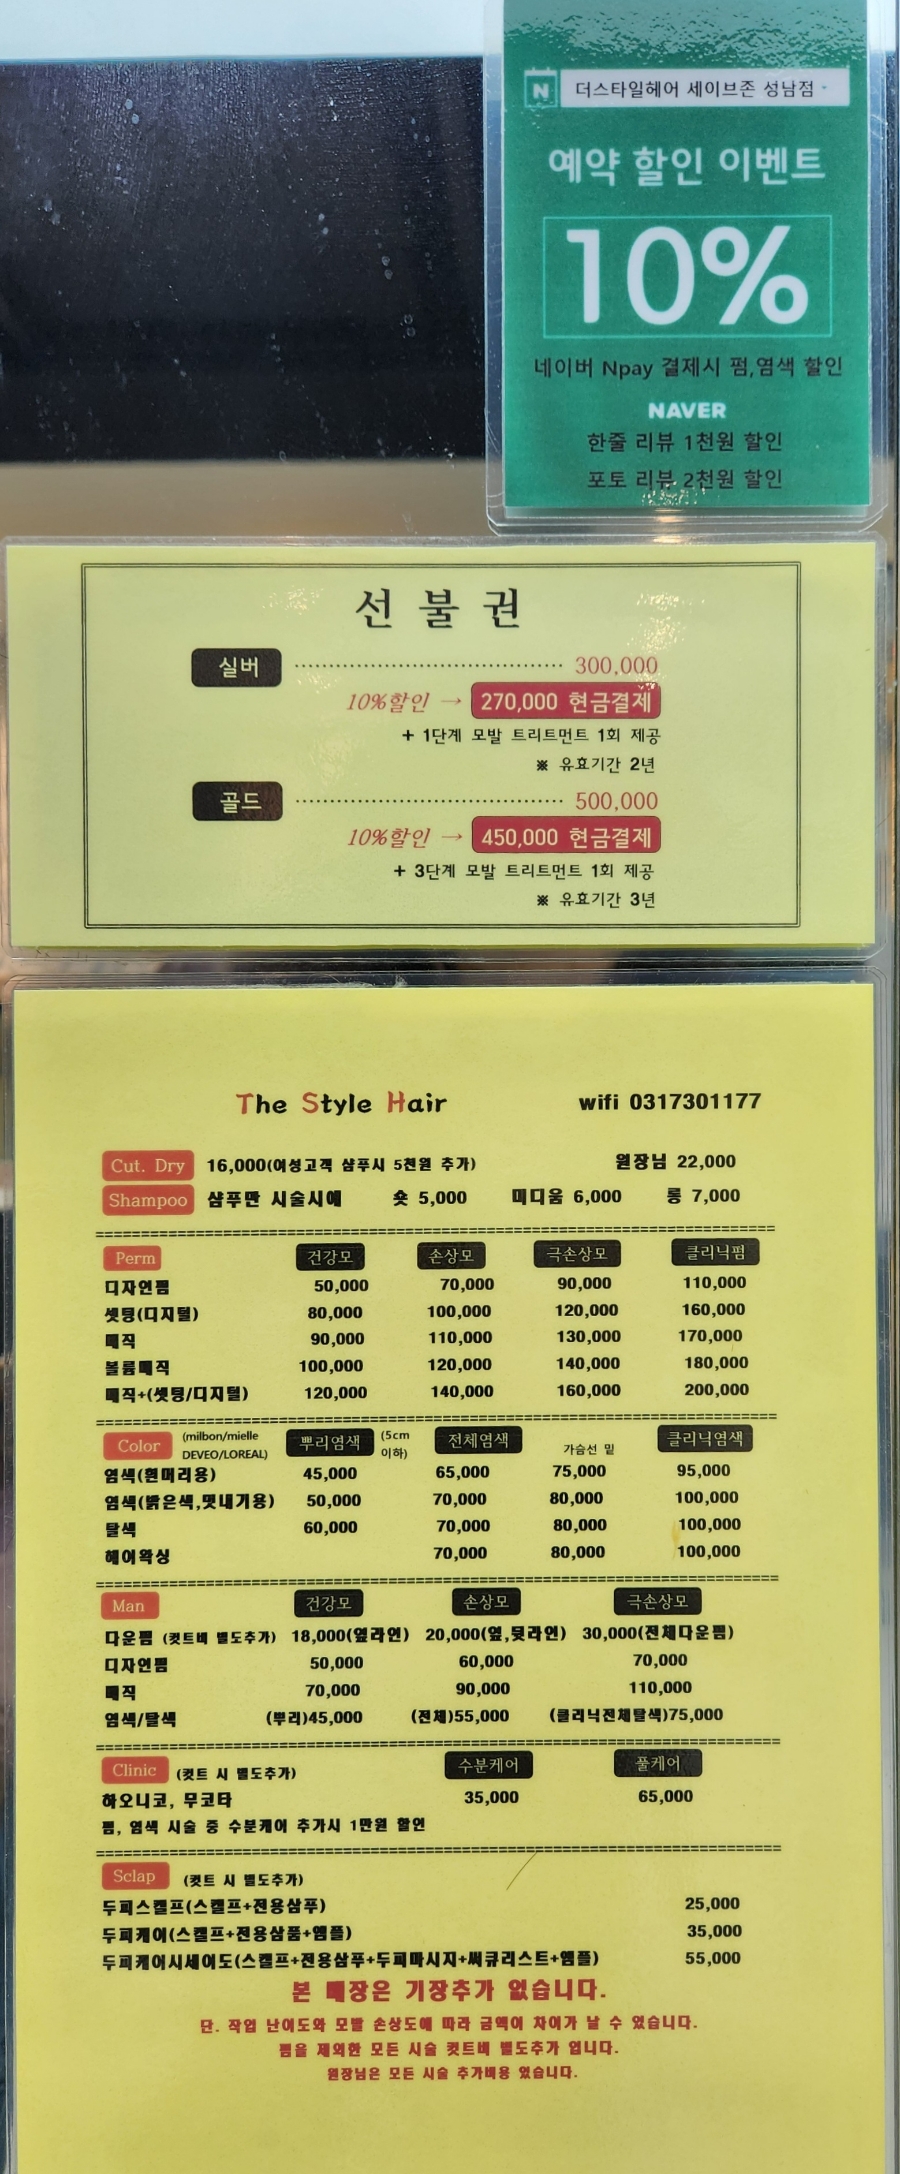 N 더스타일헤어 세이브존 성남점
예약 할인 이벤트
10%
네이버 Npay 결제시 펌,염색 할인
NAVER
한줄 리뷰 1천원 할인
포토 리뷰 2천원 할인
선 불 권
실버 ······································· 300,000
10%할인 → 270,000 현금결제
+ 1단계 모발 트리트먼트 1회 제공
※ 유효기간 2년
골드 ······································· 500,000
10%할인 → 450,000 현금결제
+ 3단계 모발 트리트먼트 1회 제공
※ 유효기간 3년
The Style Hair wifi 0317301177
Cut. Dry 16,000(여성고객 샴푸시 5천원 추가) 원장님 22,000
Shampoo 샴푸만 시술시에 숏 5,000 미디움 6,000 롱 7,000
Perm 건강모 손상모 극손상모 클리닉펌
디자인펌 50,000 70,000 90,000 110,000
셋팅(디지털) 80,000 100,000 120,000 160,000
매직 90,000 110,000 130,000 170,000
볼륨매직 100,000 120,000 140,000 180,000
매직+(셋팅/디지털) 120,000 140,000 160,000 200,000
Color (milbon/mielle DEVEO/LOREAL) 뿌리염색 (5cm 이하) 전체염색 가슴선 밑 클리닉염색
염색(흰머리용) 45,000 65,000 75,000 95,000
염색(밝은색,멋내기용) 50,000 70,000 80,000 100,000
탈색 60,000 70,000 80,000 100,000
헤어왁싱 70,000 80,000 100,000
Man 건강모 손상모 극손상모
다운펌 (컷트비 별도추가) 18,000(옆라인) 20,000(옆,뒷라인) 30,000(전체다운펌)
디자인펌 50,000 60,000 70,000
매직 70,000 90,000 110,000
염색/탈색 (뿌리)45,000 (전체)55,000 (클리닉전체탈색)75,000
Clinic (컷트 시 별도추가) 수분케어 풀케어
하오니코, 무코타 35,000 65,000
펌, 염색 시술 중 수분케어 추가시 1만원 할인
Sclap (컷트 시 별도추가)
두피스켈프(스켈프+전용샴푸) 25,000
두피케어(스켈프+전용샴품+앰플) 35,000
두피케어시세이도(스켈프+전용샴푸+두피마시지+써큐리스트+앰플) 55,000
본 매장은 기장추가 없습니다.
단. 작업 난이도와 모발 손상도에 따라 금액이 차이가 날 수 있습니다.
펌을 제외한 모든 시술 컷트비 별도추가 입니다.
원장님은 모든 시술 추가비용 있습니다.